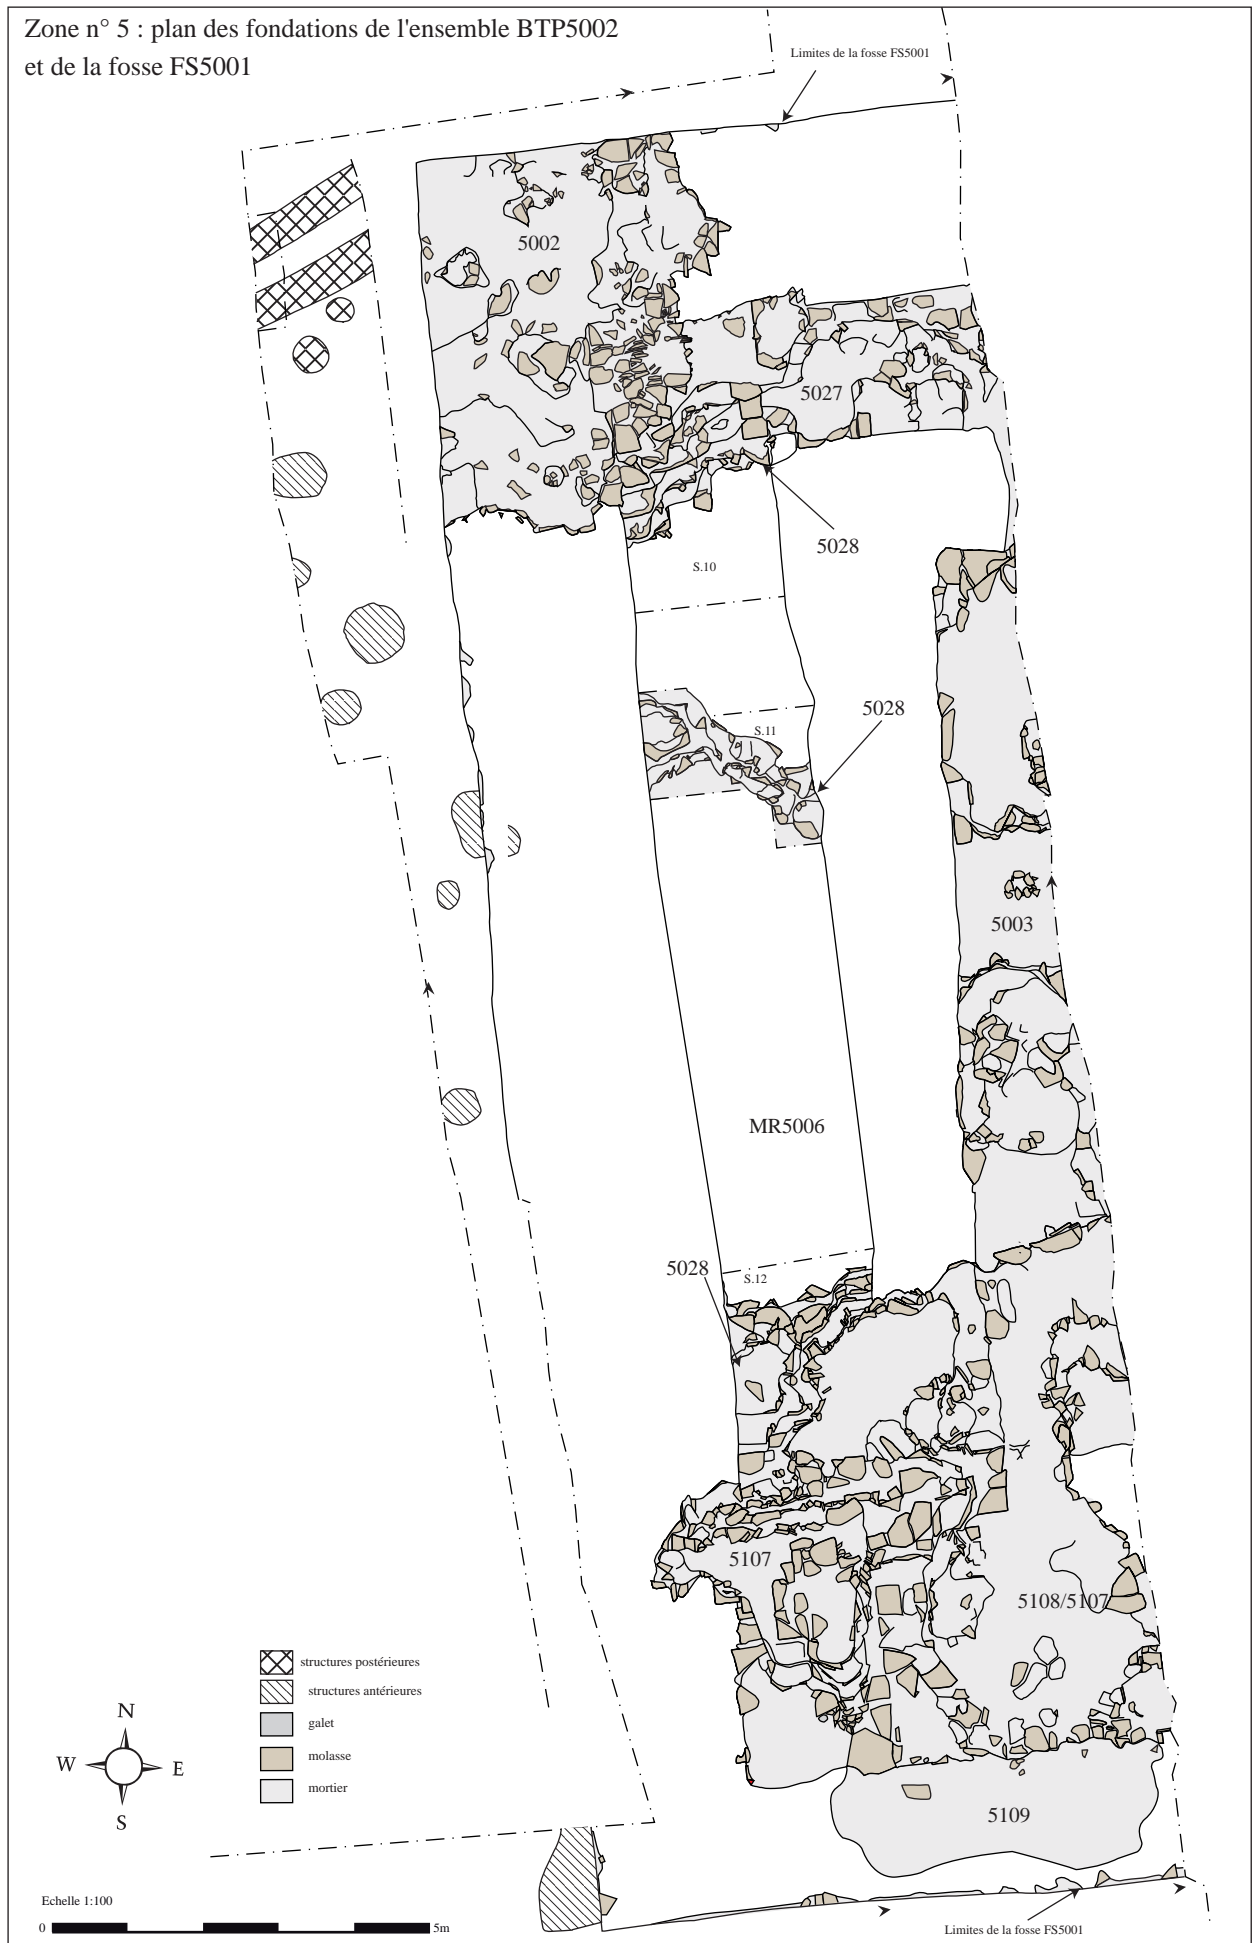 Zone n° 5 : plan des fondations de l'ensemble BTP5002
et de la fosse FS5001
Limites de la fosse FS5001
5002
5027
5028
S.10
5028
S.11
5003
MR5006
5028
S.12
5107
5108/5107
structures postérieures
structures antérieures
galet
molasse
mortier
N
W
E
S
5109
Echelle 1:100
0
5m
Limites de la fosse FS5001